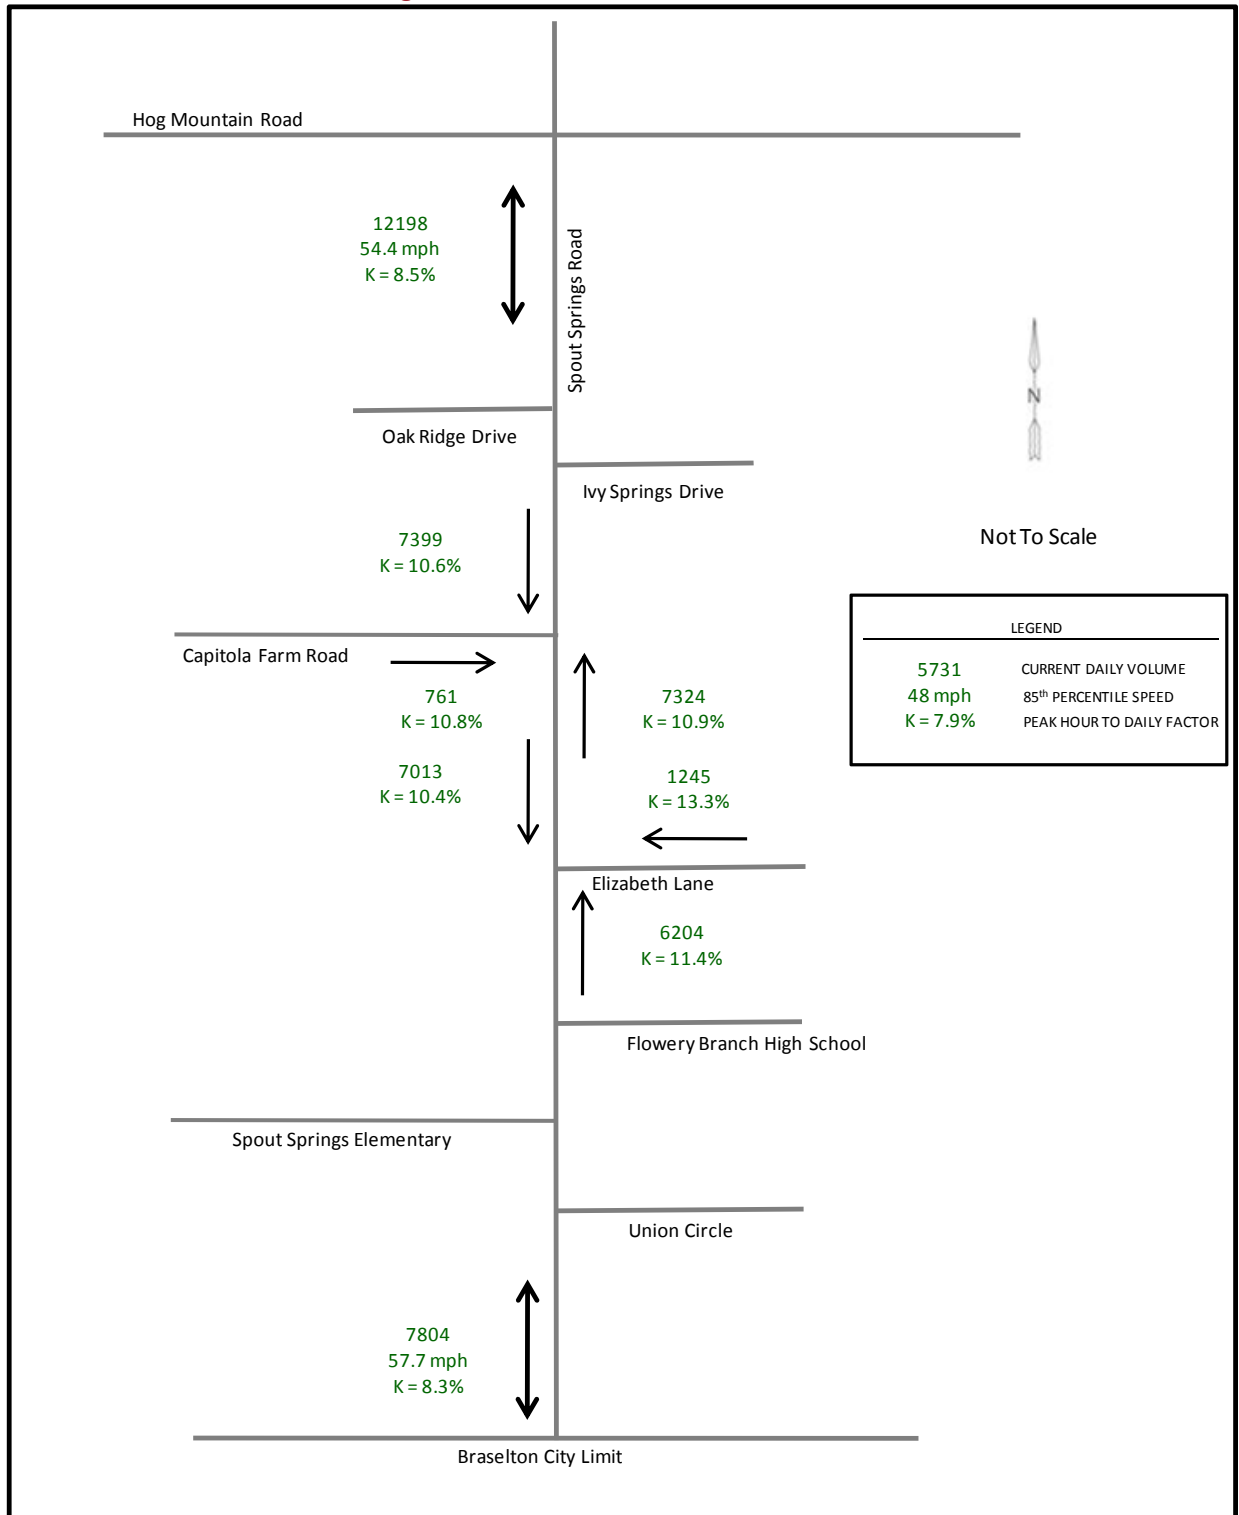 Hog Mountain Road
12198
54.4 mph
K = 8.5%
Spout Springs Road
Oak Ridge Drive
Ivy Springs Drive
N
Not To Scale
7399
K = 10.6%
LEGEND
5731 CURRENT DAILY VOLUME
48 mph 85th PERCENTILE SPEED
K = 7.9% PEAK HOUR TO DAILY FACTOR
Capitola Farm Road
761
K = 10.8%
7324
K = 10.9%
7013
K = 10.4%
1245
K = 13.3%
Elizabeth Lane
6204
K = 11.4%
Flowery Branch High School
Spout Springs Elementary
Union Circle
7804
57.7 mph
K = 8.3%
Braselton City Limit